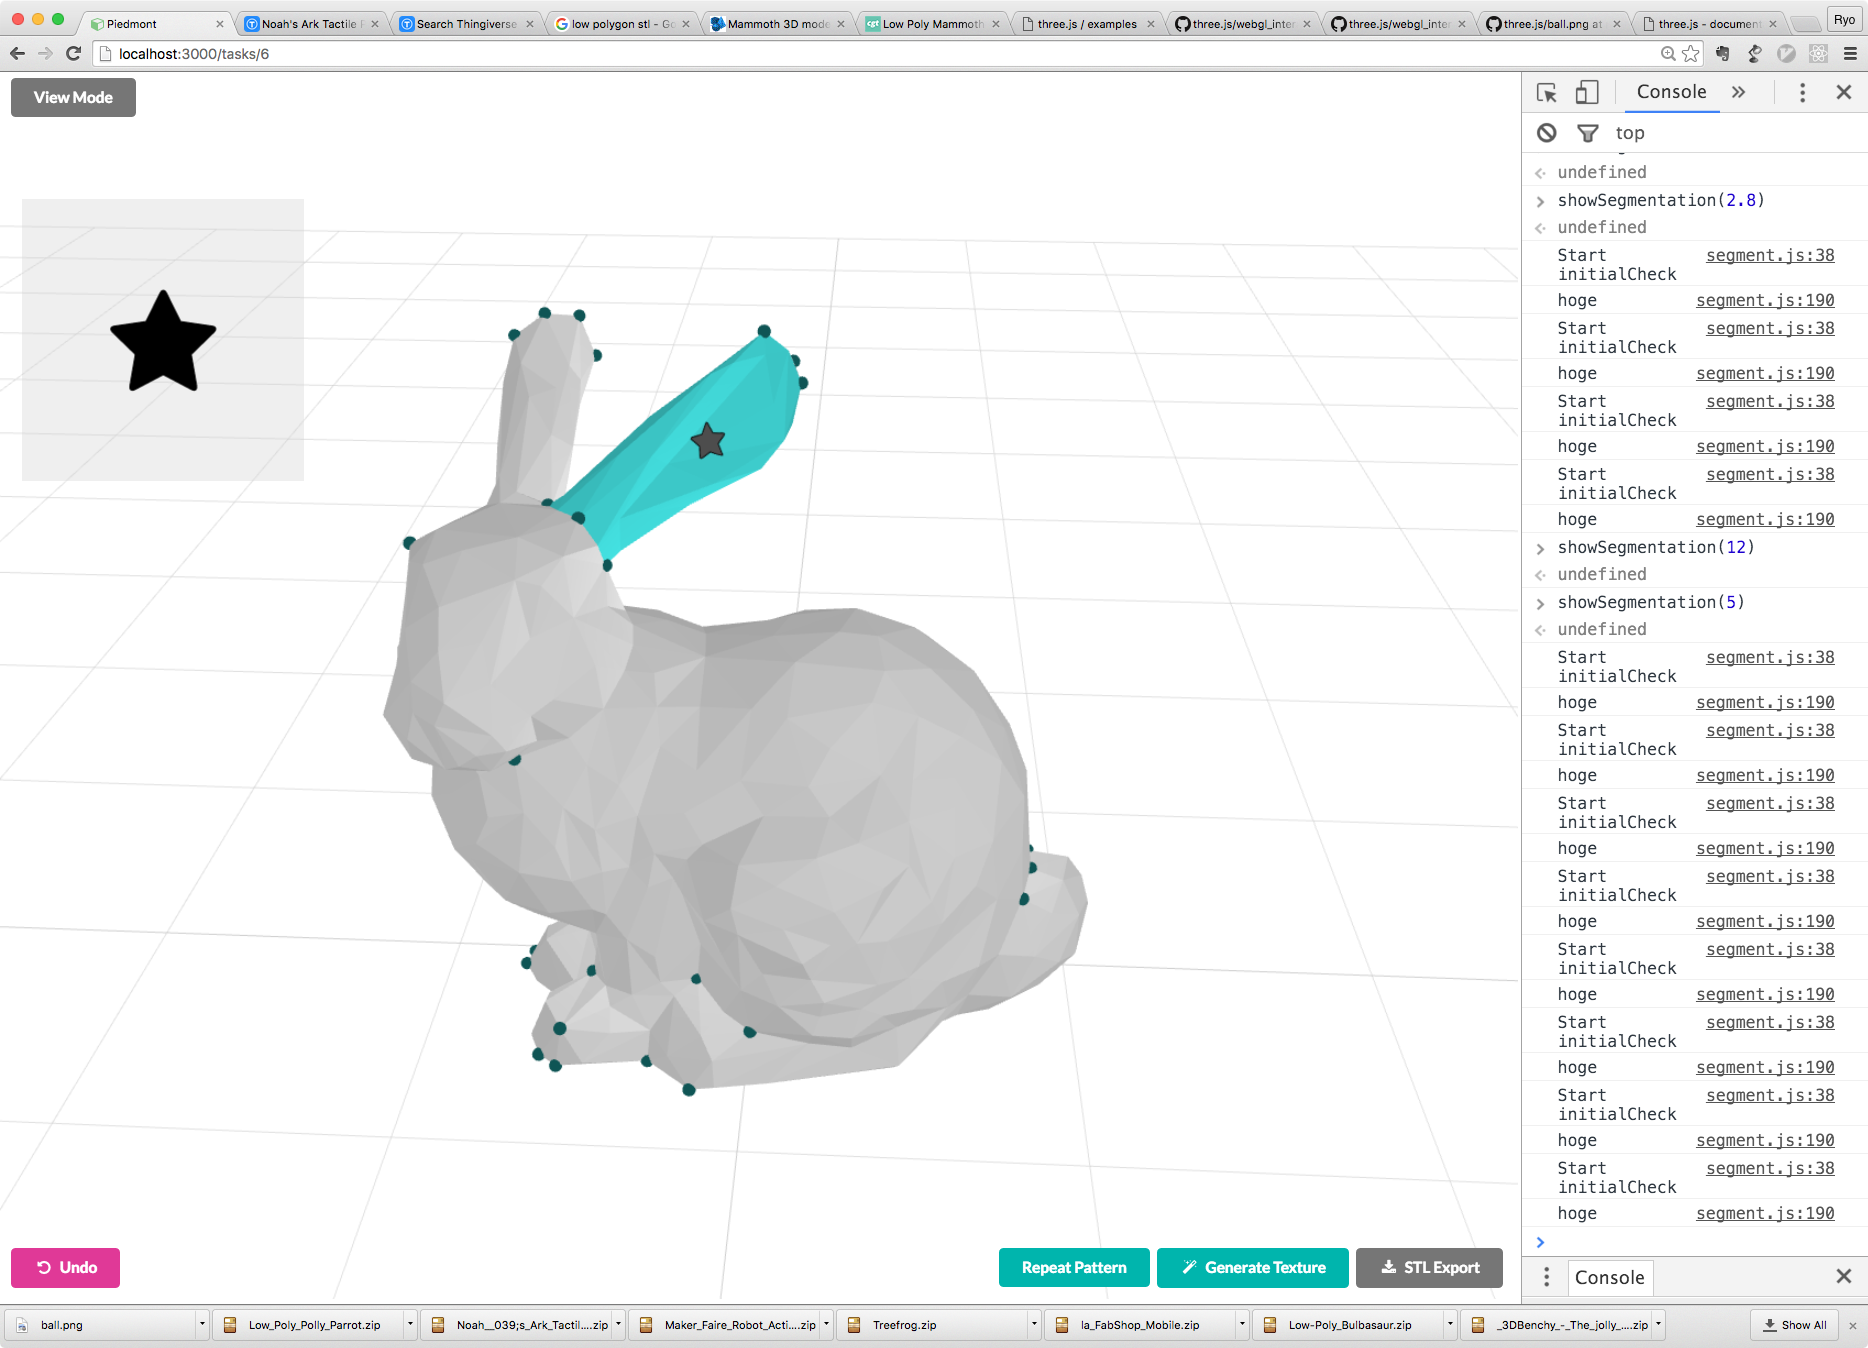 Piedmont
Noah's Ark Tactile
Search Thingiverse
low polygon stl - Go
Mammoth 3D mode
Low Poly Mammoth
three.js / examples
three.js/webgl_inter
three.js/webgl_inter
three.js/ball.png at
three.js - document
Ryo
localhost:3000/tasks/6
View Mode
Console
top
undefined
showSegmentation(2.8)
undefined
Start initialCheck segment.js:38
hoge segment.js:190
Start initialCheck segment.js:38
hoge segment.js:190
Start initialCheck segment.js:38
hoge segment.js:190
Start initialCheck segment.js:38
hoge segment.js:190
showSegmentation(12)
undefined
showSegmentation(5)
undefined
Start initialCheck segment.js:38
hoge segment.js:190
Start initialCheck segment.js:38
hoge segment.js:190
Start initialCheck segment.js:38
hoge segment.js:190
Start initialCheck segment.js:38
hoge segment.js:190
Start initialCheck segment.js:38
hoge segment.js:190
Start initialCheck segment.js:38
hoge segment.js:190
Start initialCheck segment.js:38
hoge segment.js:190
Start initialCheck segment.js:38
hoge segment.js:190
Undo
Repeat Pattern
Generate Texture
STL Export
Console
ball.png
Low_Poly_Polly_Parrot.zip
Noah__039;s_Ark_Tactil....zip
Maker_Faire_Robot_Acti....zip
Treefrog.zip
la_FabShop_Mobile.zip
Low-Poly_Bulbasaur.zip
_3DBenchy_-_The_jolly_....zip
Show All